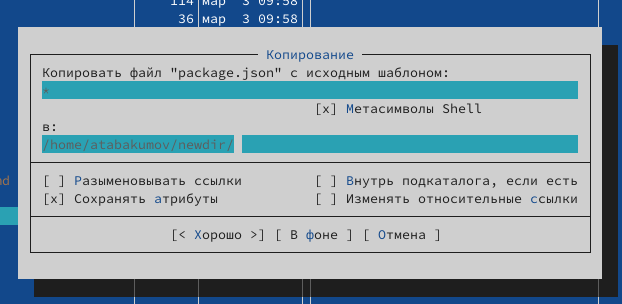 114 мар 3 09:58
36 мар 3 09:58
Копирование
Копировать файл "package.json" с исходным шаблоном:
*
[x] Метасимволы Shell
в:
/home/atabakumov/newdir/
[ ] Разыменовывать ссылки [ ] Внутрь подкаталога, если есть
[x] Сохранять атрибуты [ ] Изменять относительные ссылки
[< Хорошо >] [ В фоне ] [ Отмена ]